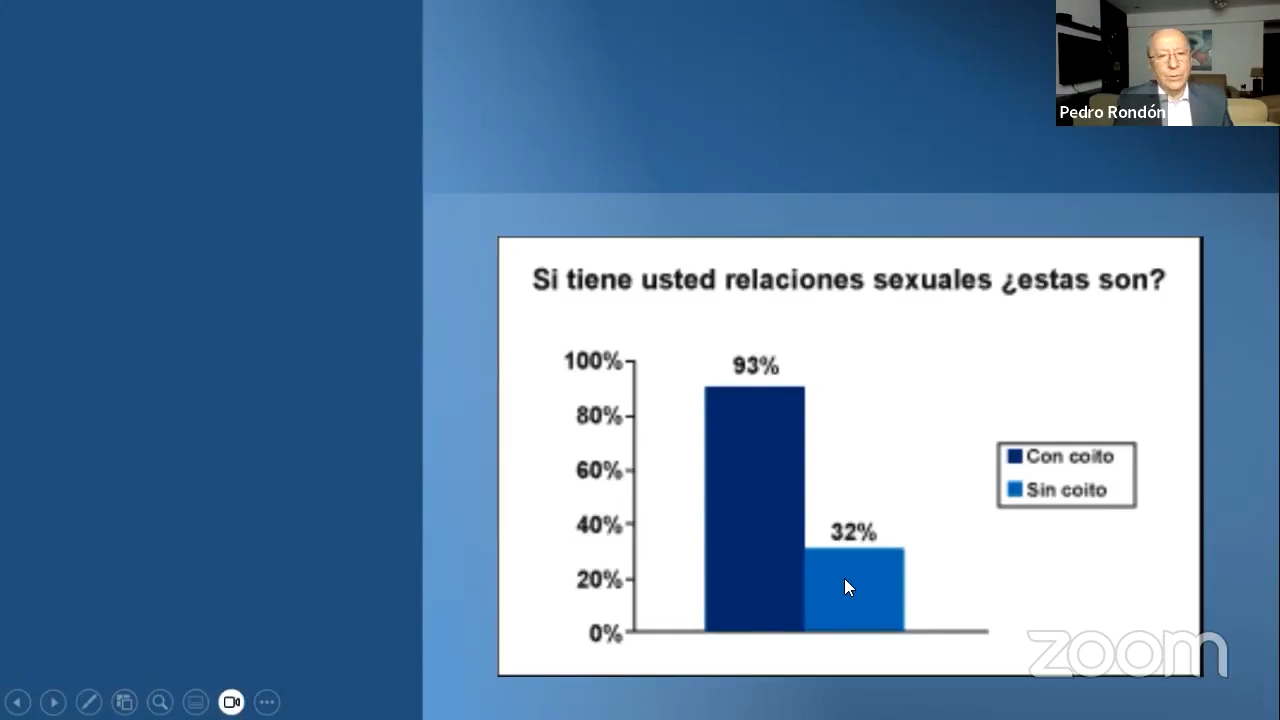 Pedro Rondón
Si tiene usted relaciones sexuales ¿estas son?
100%
93%
80%
60%
Con coito
Sin coito
40%
32%
20%
0%
zoom